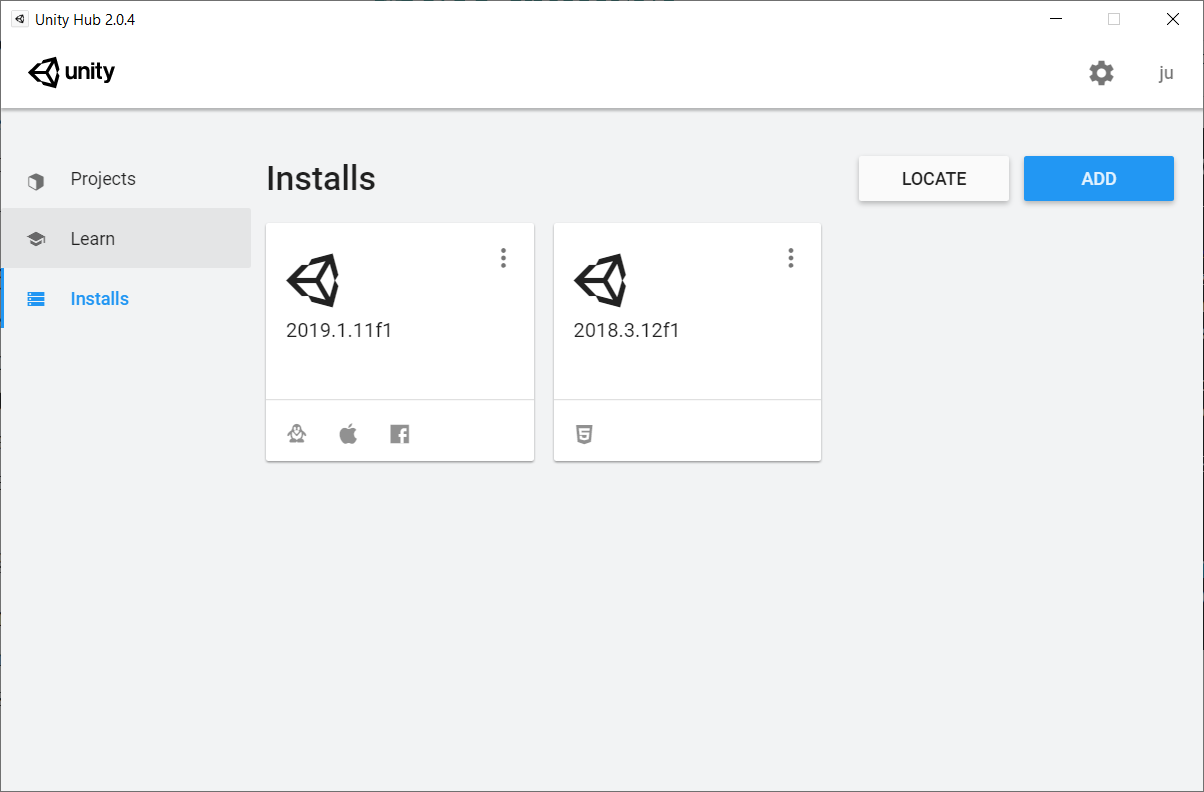 Unity Hub 2.0.4
unity
ju
Projects
Learn
Installs
Installs
LOCATE
ADD
2019.1.11f1
2018.3.12f1